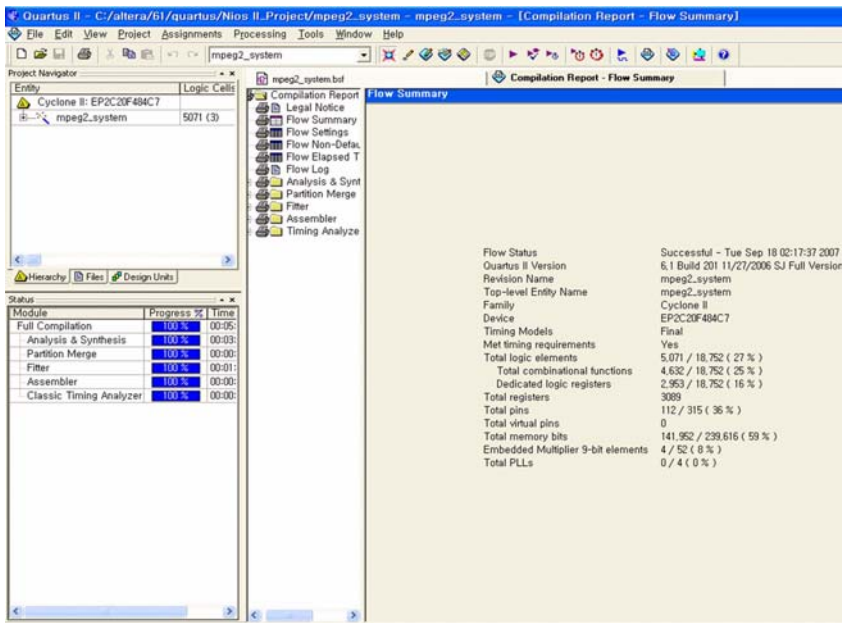 Quartus II - C:/altera/61/quartus/Nios II_Project/mpeg2_system - mpeg2_system - [Compilation Report - Flow Summary]
File Edit View Project Assignments Processing Tools Window Help
mpeg2_system
Project Navigator
Entity Logic Cells
Cyclone II: EP2C20F484C7
mpeg2_system 5071 (3)
Hierarchy Files Design Units
Status
Module Progress % Time
Full Compilation 100 % 00:05:
Analysis & Synthesis 100 % 00:03:
Partition Merge 100 % 00:00:
Fitter 100 % 00:01:
Assembler 100 % 00:00:
Classic Timing Analyzer 100 % 00:00:
mpeg2_system.bsf
Compilation Report - Flow Summary
Compilation Report
Legal Notice
Flow Summary
Flow Settings
Flow Non-Defau
Flow Elapsed T
Flow Log
Analysis & Synt
Partition Merge
Fitter
Assembler
Timing Analyze
Flow Summary
Flow Status Successful - Tue Sep 18 02:17:37 2007
Quartus II Version 6.1 Build 201 11/27/2006 SJ Full Version
Revision Name mpeg2_system
Top-level Entity Name mpeg2_system
Family Cyclone II
Device EP2C20F484C7
Timing Models Final
Met timing requirements Yes
Total logic elements 5,071 / 18,752 ( 27 % )
Total combinational functions 4,632 / 18,752 ( 25 % )
Dedicated logic registers 2,953 / 18,752 ( 16 % )
Total registers 3089
Total pins 112 / 315 ( 36 % )
Total virtual pins 0
Total memory bits 141,952 / 239,616 ( 59 % )
Embedded Multiplier 9-bit elements 4 / 52 ( 8 % )
Total PLLs 0 / 4 ( 0 % )